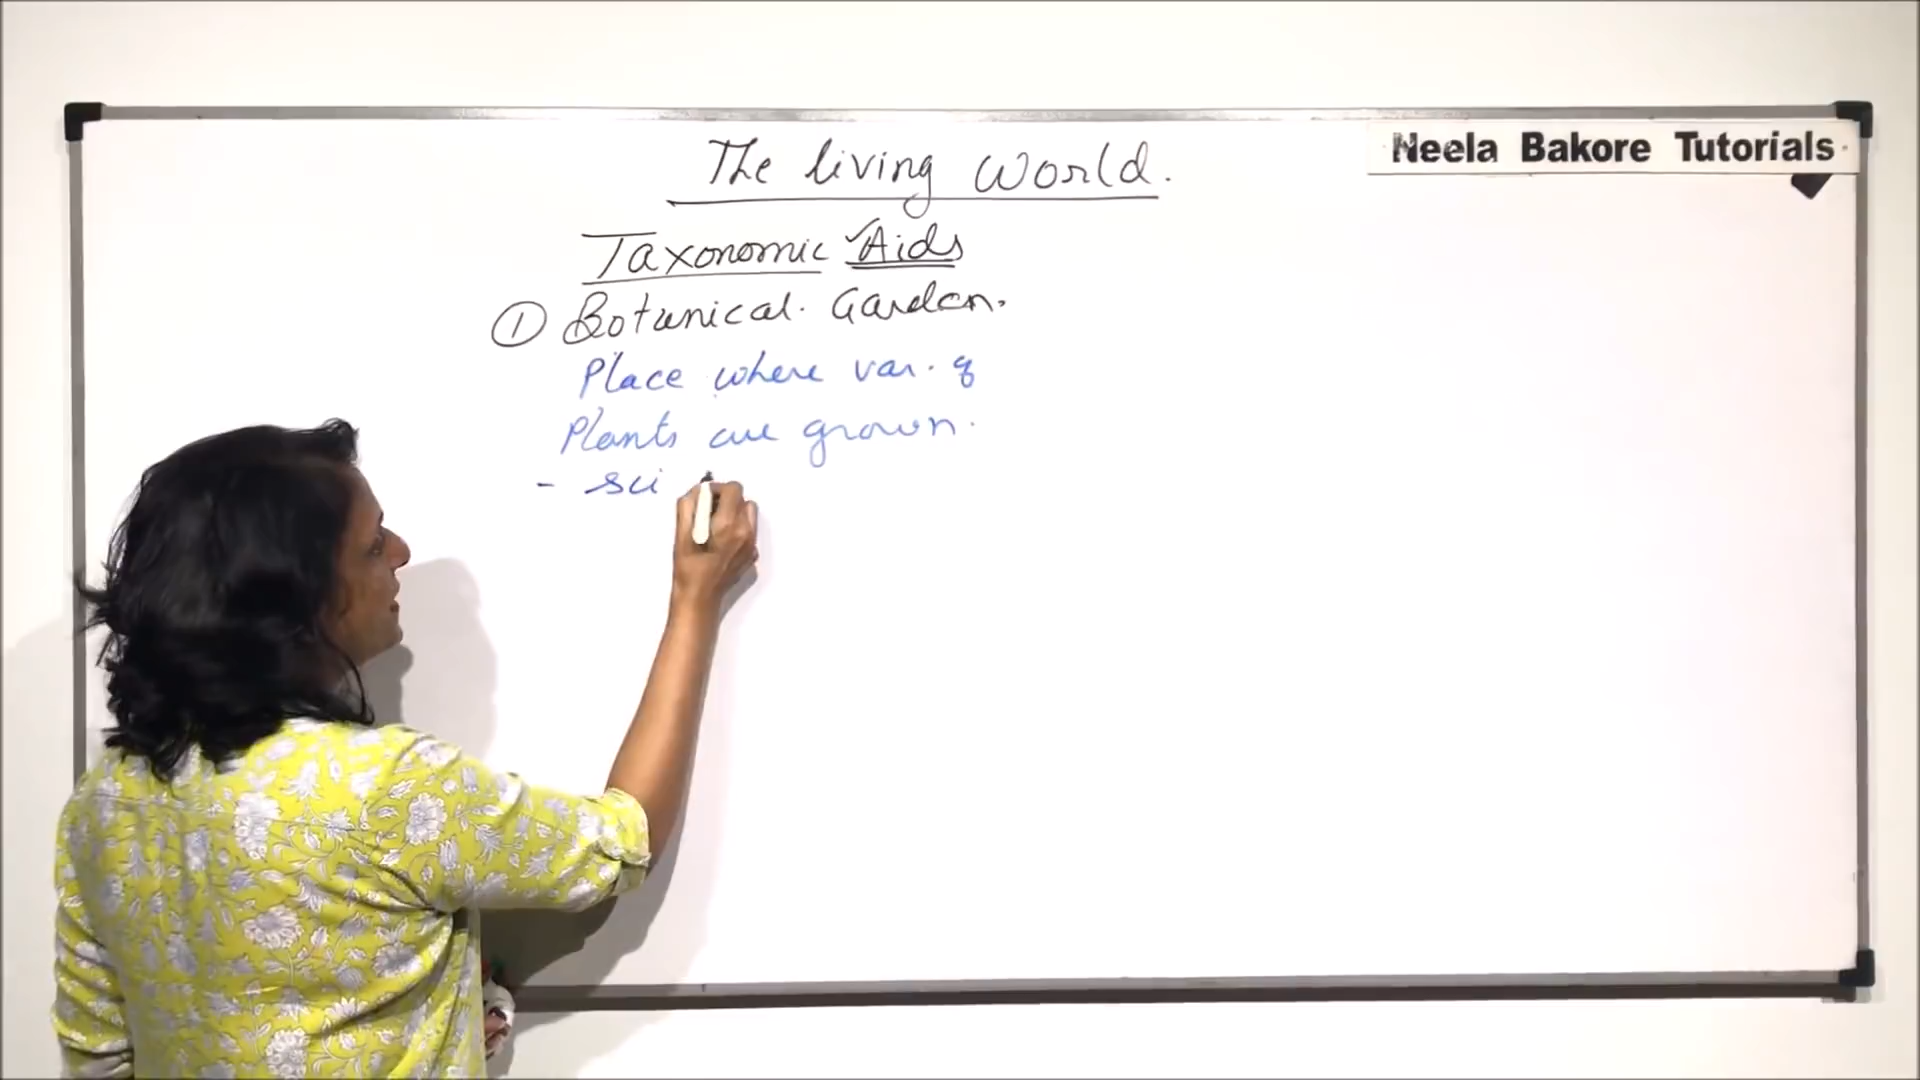 The living world.
Neela Bakore Tutorials
Taxonomic Aids
① Botanical. Garden.
Place where var. of
Plants are grown.
- sci